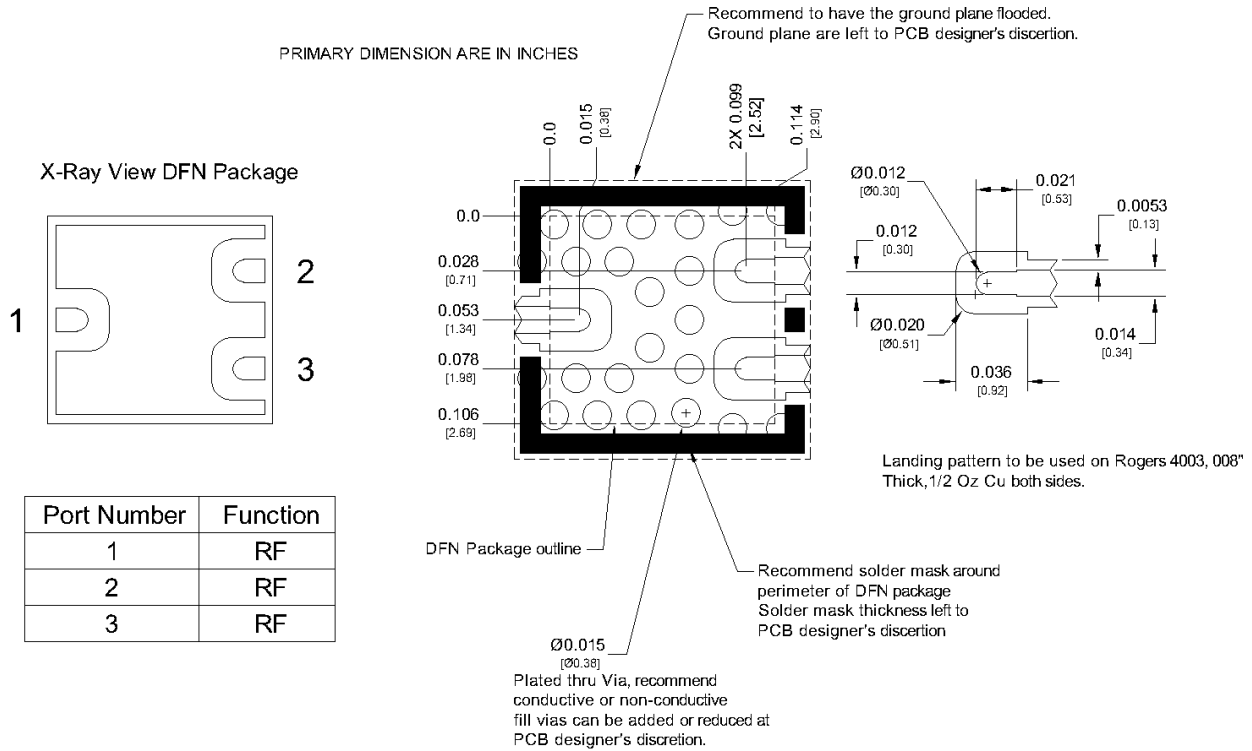 Recommend to have the ground plane flooded.
Ground plane are left to PCB designer's discertion.
PRIMARY DIMENSION ARE IN INCHES
X-Ray View DFN Package
1
2
3
0.0
0.015
[0.38]
2X 0.099
[2.52]
0.114
[2.90]
0.0
0.028
[0.71]
0.053
[1.34]
0.078
[1.98]
0.106
[2.69]
Ø0.012
[Ø0.30]
0.021
[0.53]
0.0053
[0.13]
0.012
[0.30]
Ø0.020
[Ø0.51]
0.014
[0.34]
0.036
[0.92]
Landing pattern to be used on Rogers 4003, 008"
Thick, 1/2 Oz Cu both sides.
Port Number Function
1 RF
2 RF
3 RF
DFN Package outline
Recommend solder mask around
perimeter of DFN package
Solder mask thickness left to
PCB designer's discertion
Ø0.015
[Ø0.38]
Plated thru Via, recommend
conductive or non-conductive
fill vias can be added or reduced at
PCB designer's discretion.